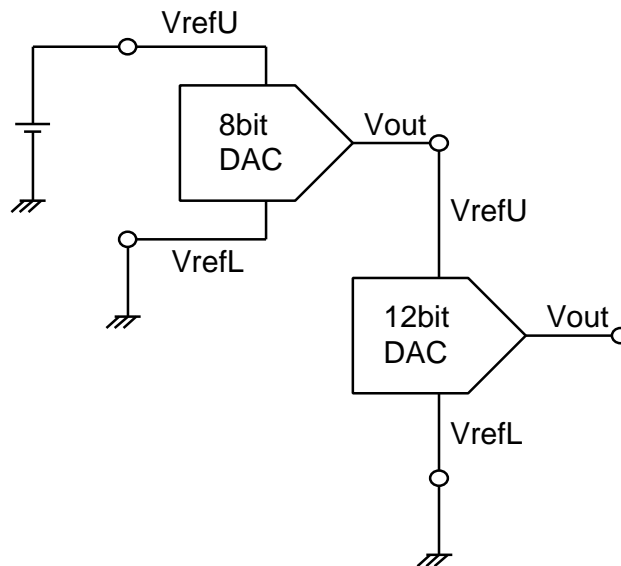 VrefU
8bit
DAC
Vout
VrefU
VrefL
12bit
DAC
Vout
VrefL